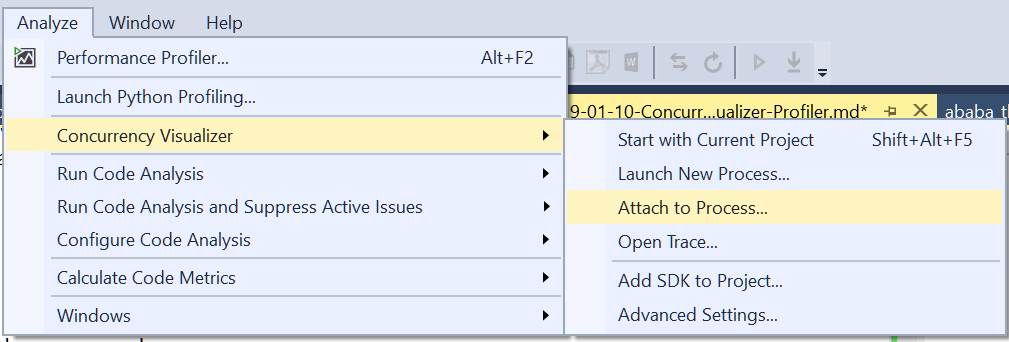 Analyze Window Help
Performance Profiler... Alt+F2
Launch Python Profiling...
9-01-10-Concurr...ualizer-Profiler.md* ababa
Concurrency Visualizer
Start with Current Project Shift+Alt+F5
Run Code Analysis
Launch New Process...
Run Code Analysis and Suppress Active Issues
Attach to Process...
Configure Code Analysis
Open Trace...
Calculate Code Metrics
Add SDK to Project...
Windows
Advanced Settings...